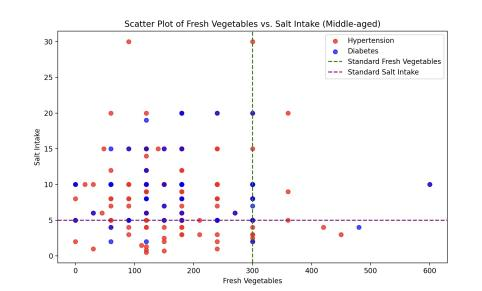 Scatter Plot of Fresh Vegetables vs. Salt Intake (Middle-aged)
Hypertension
Diabetes
Standard Fresh Vegetables
Standard Salt Intake
30
25
20
15
10
5
0
Salt Intake
0 100 200 300 400 500 600
Fresh Vegetables